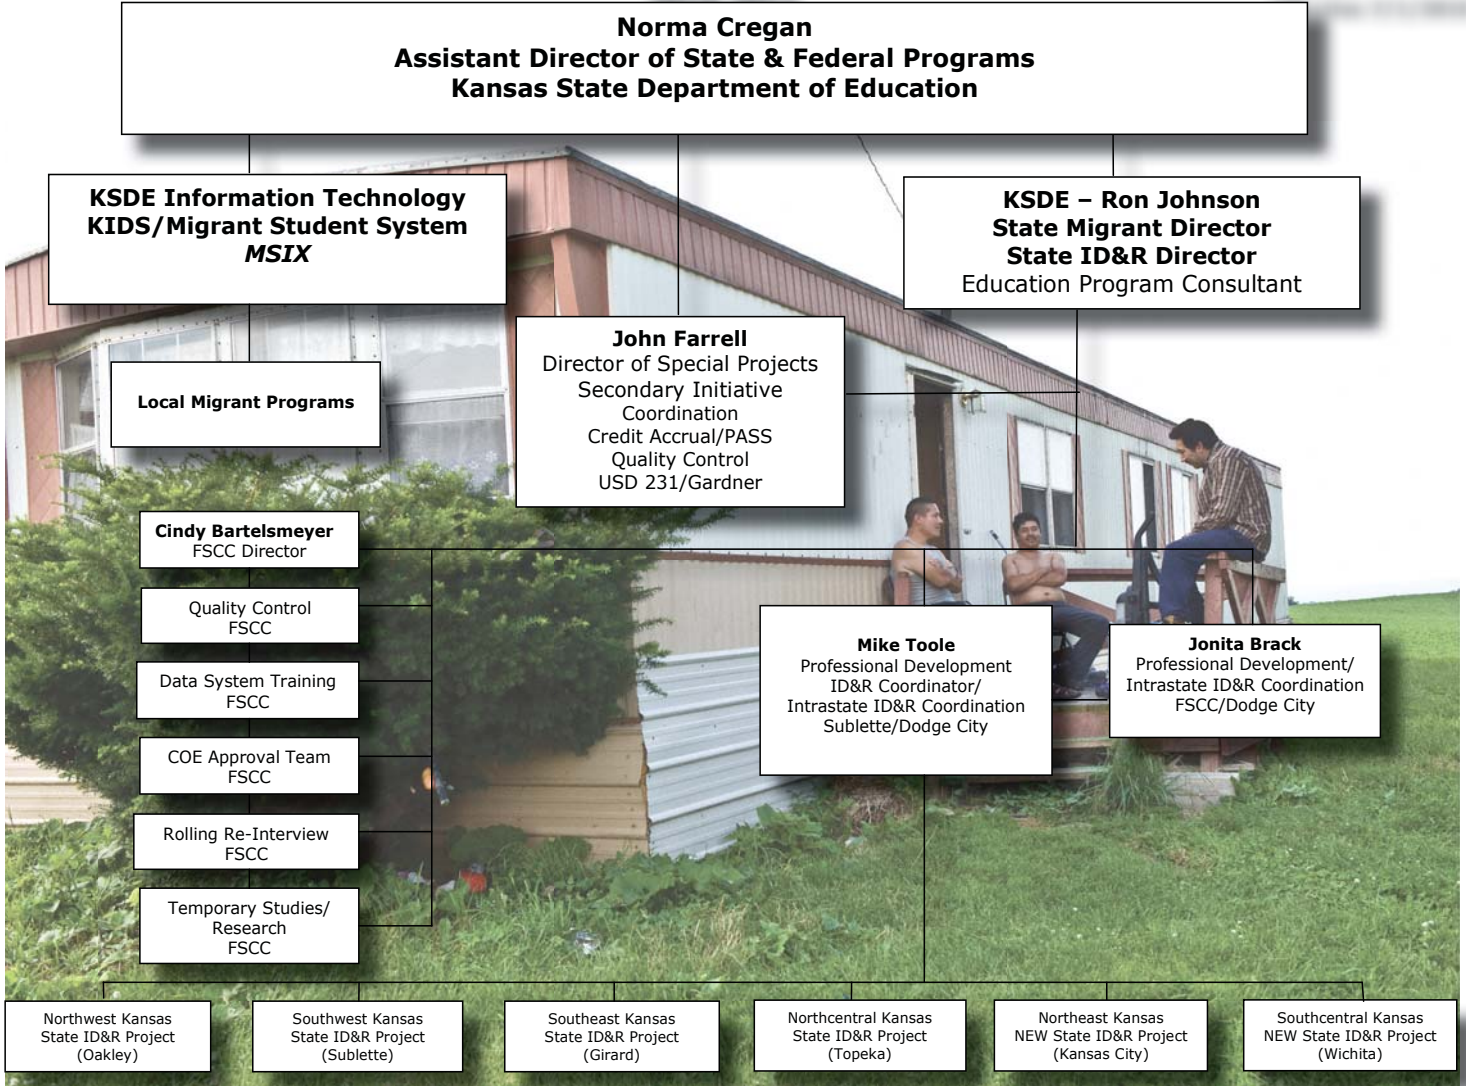 Norma Cregan
Assistant Director of State & Federal Programs
Kansas State Department of Education
KSDE Information Technology
KIDS/Migrant Student System
MSIX
KSDE – Ron Johnson
State Migrant Director
State ID&R Director
Education Program Consultant
John Farrell
Director of Special Projects
Secondary Initiative
Coordination
Credit Accrual/PASS
Quality Control
USD 231/Gardner
Local Migrant Programs
Cindy Bartelsmeyer
FSCC Director
Quality Control
FSCC
Data System Training
FSCC
COE Approval Team
FSCC
Rolling Re-Interview
FSCC
Temporary Studies/
Research
FSCC
Mike Toole
Professional Development
ID&R Coordinator/
Intrastate ID&R Coordination
Sublette/Dodge City
Jonita Brack
Professional Development/
Intrastate ID&R Coordination
FSCC/Dodge City
Northwest Kansas
State ID&R Project
(Oakley)
Southwest Kansas
State ID&R Project
(Sublette)
Southeast Kansas
State ID&R Project
(Girard)
Northcentral Kansas
State ID&R Project
(Topeka)
Northeast Kansas
NEW State ID&R Project
(Kansas City)
Southcentral Kansas
NEW State ID&R Project
(Wichita)